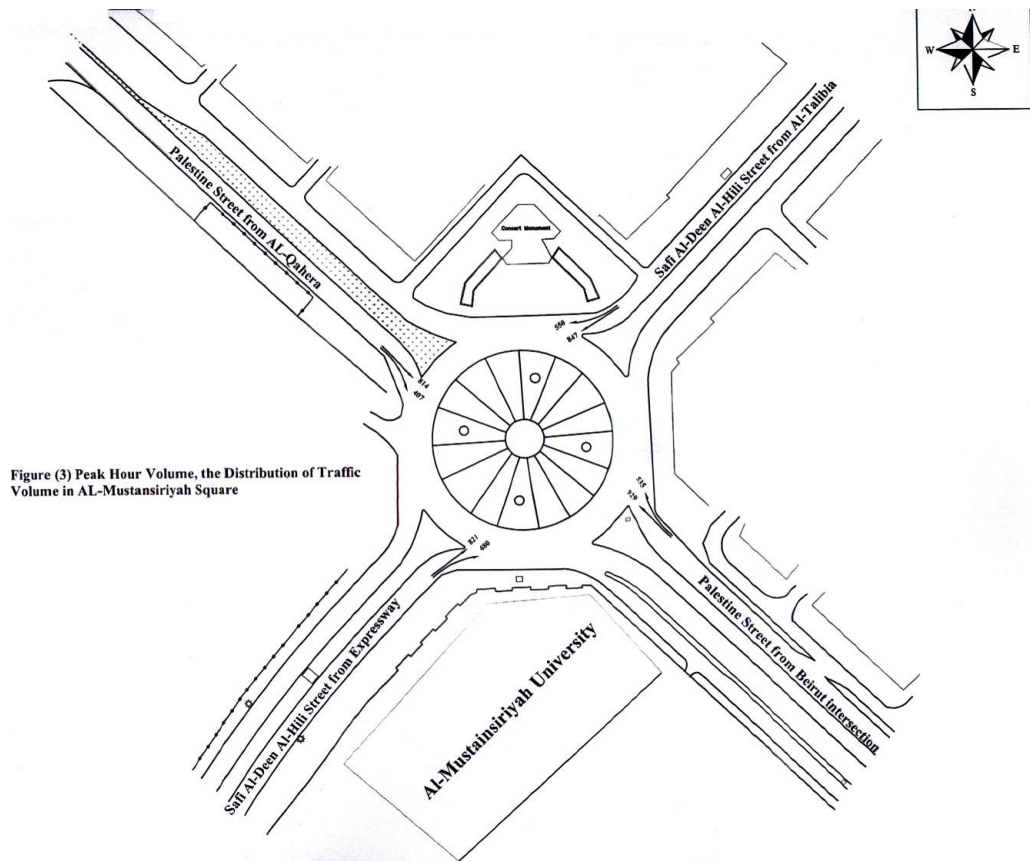 N
W E
S
Palestine Street from AL-Qahera
Safi Al-Deen Al-Hili Street from Al-Talibia
Concert Monument
550
847
814
407
Figure (3) Peak Hour Volume, the Distribution of Traffic
Volume in AL-Mustansiriyah Square
535
929
821
480
Palestine Street from Beirut intersection
Safi Al-Deen Al-Hili Street from Expressway
Al-Mustainsiriyah University